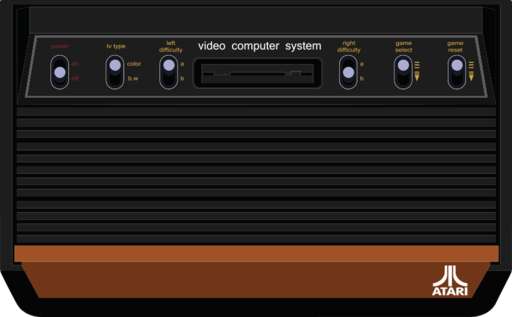 power
on
off
tv type
color
b.w
left
difficulty
a
b
video computer system
right
difficulty
a
b
game
select
game
reset
ATARI